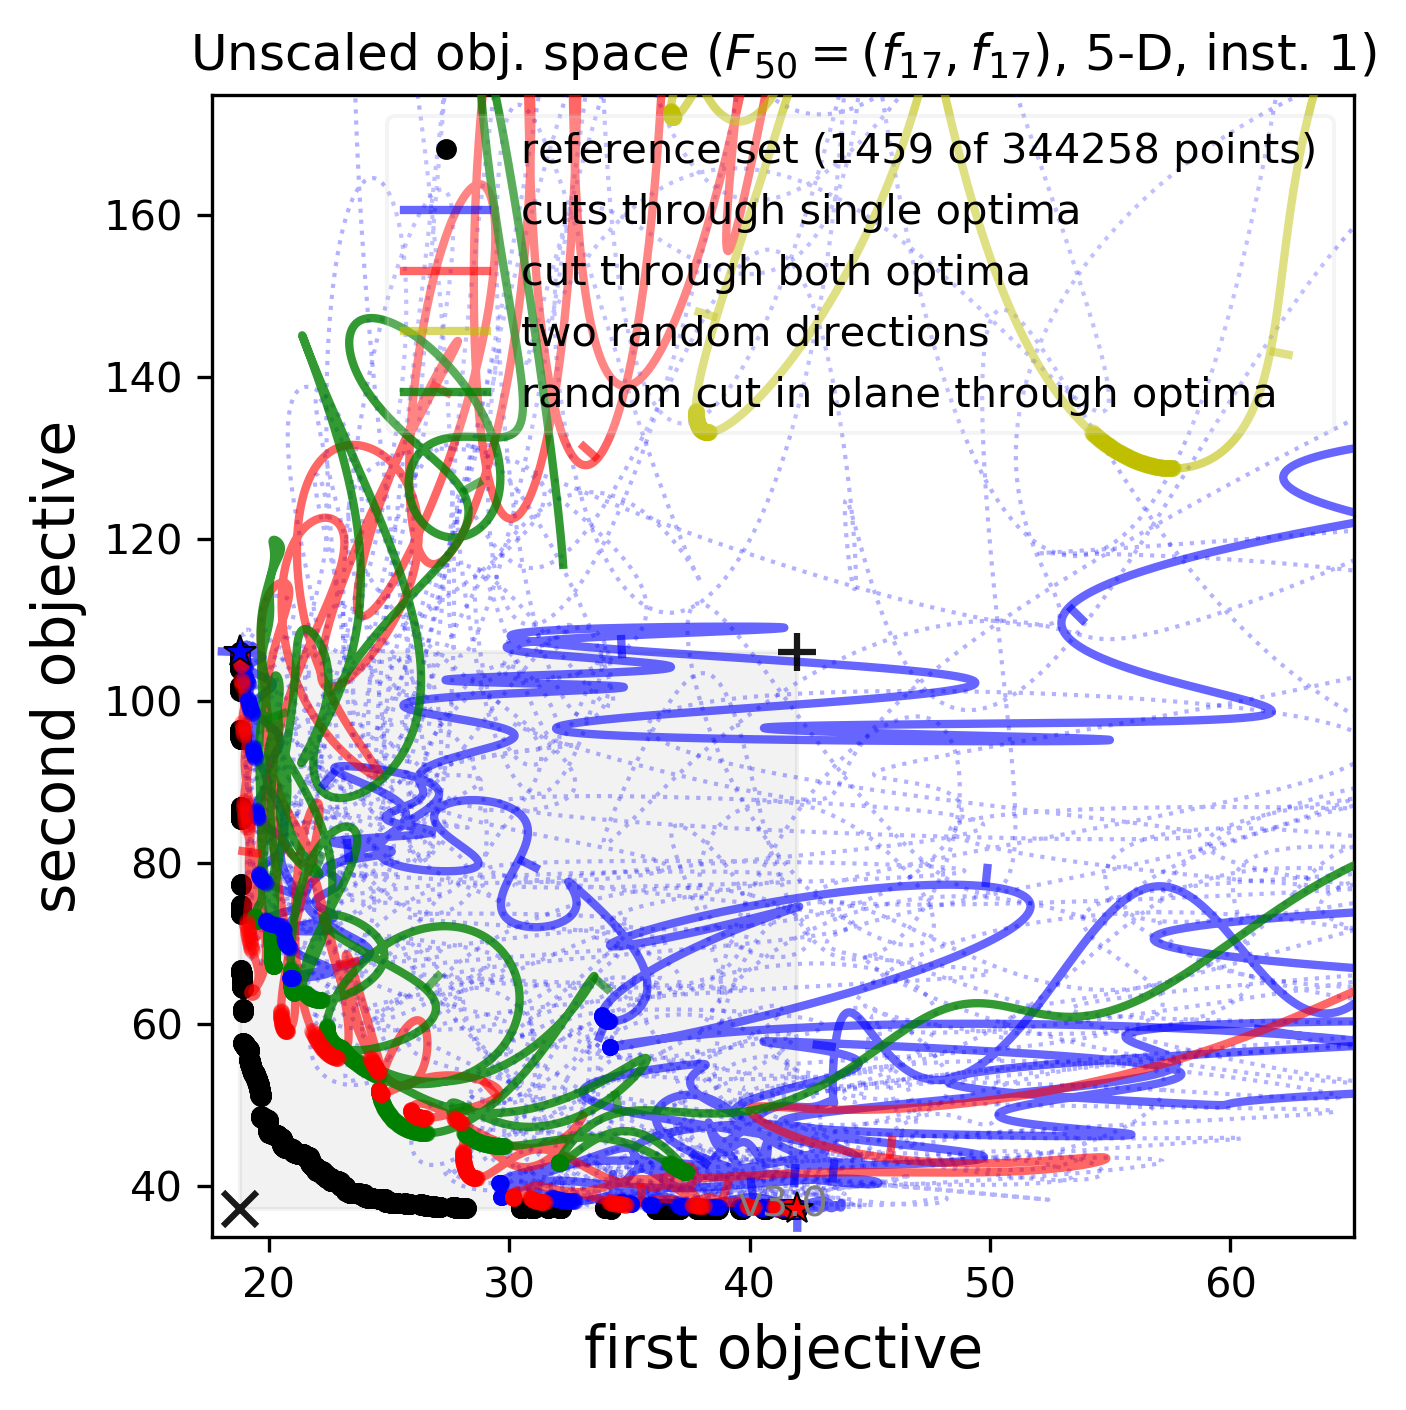 Unscaled obj. space (F₅₀ = (f₁₇, f₁₇), 5-D, inst. 1)
reference set (1459 of 344258 points)
cuts through single optima
cut through both optima
two random directions
random cut in plane through optima
second objective
160
140
120
100
80
60
40
v3.0
20
30
40
50
60
first objective